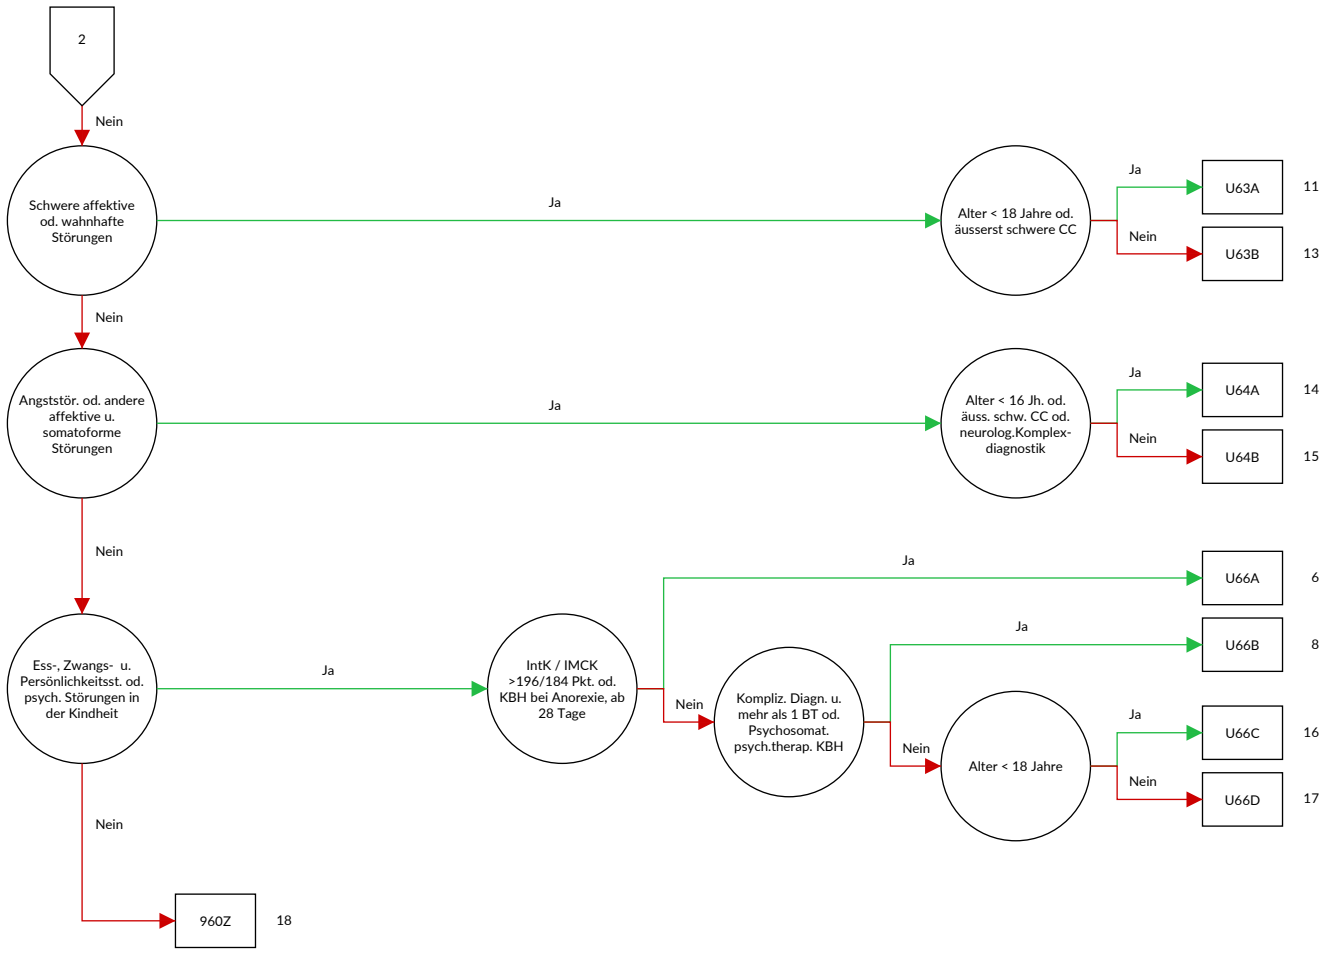 2
Nein
Schwere affektive
od. wahnhafte
Störungen
Ja
Alter < 18 Jahre od.
äusserst schwere CC
Ja
U63A
11
Nein
U63B
13
Nein
Angststör. od. andere
affektive u.
somatoforme
Störungen
Ja
Alter < 16 Jh. od.
äuss. schw. CC od.
neurolog.Komplex-
diagnostik
Ja
U64A
14
Nein
U64B
15
Nein
Ess-, Zwangs- u.
Persönlichkeitsst. od.
psych. Störungen in
der Kindheit
Ja
IntK / IMCK
>196/184 Pkt. od.
KBH bei Anorexie, ab
28 Tage
Ja
U66A
6
Nein
Kompliz. Diagn. u.
mehr als 1 BT od.
Psychosomat.
psych.therap. KBH
Ja
U66B
8
Nein
Alter < 18 Jahre
Ja
U66C
16
Nein
U66D
17
Nein
960Z
18